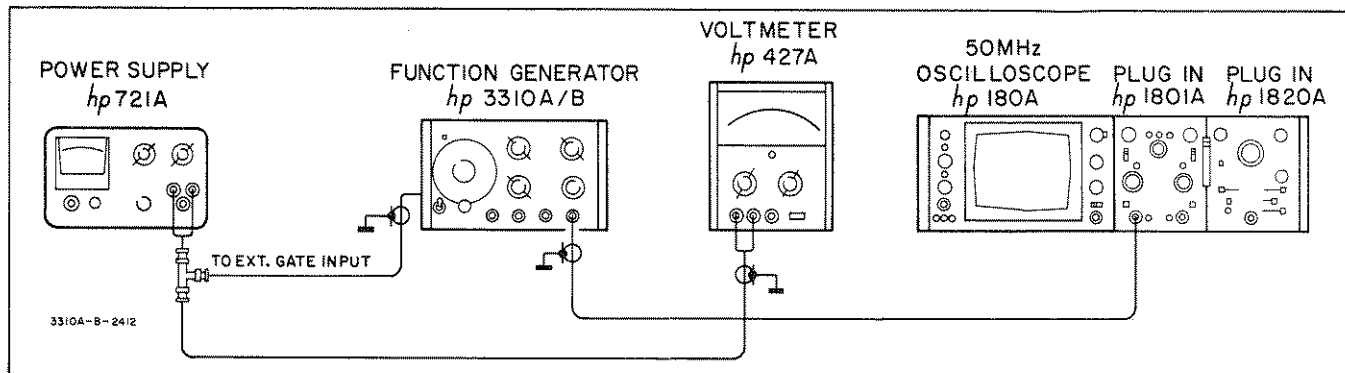 POWER SUPPLY
hp 721A
FUNCTION GENERATOR
hp 3310A/B
VOLTMETER
hp 427A
50MHz
OSCILLOSCOPE
hp 180A
PLUG IN
hp 1801A
PLUG IN
hp 1820A
TO EXT. GATE INPUT
3310A-B-2412